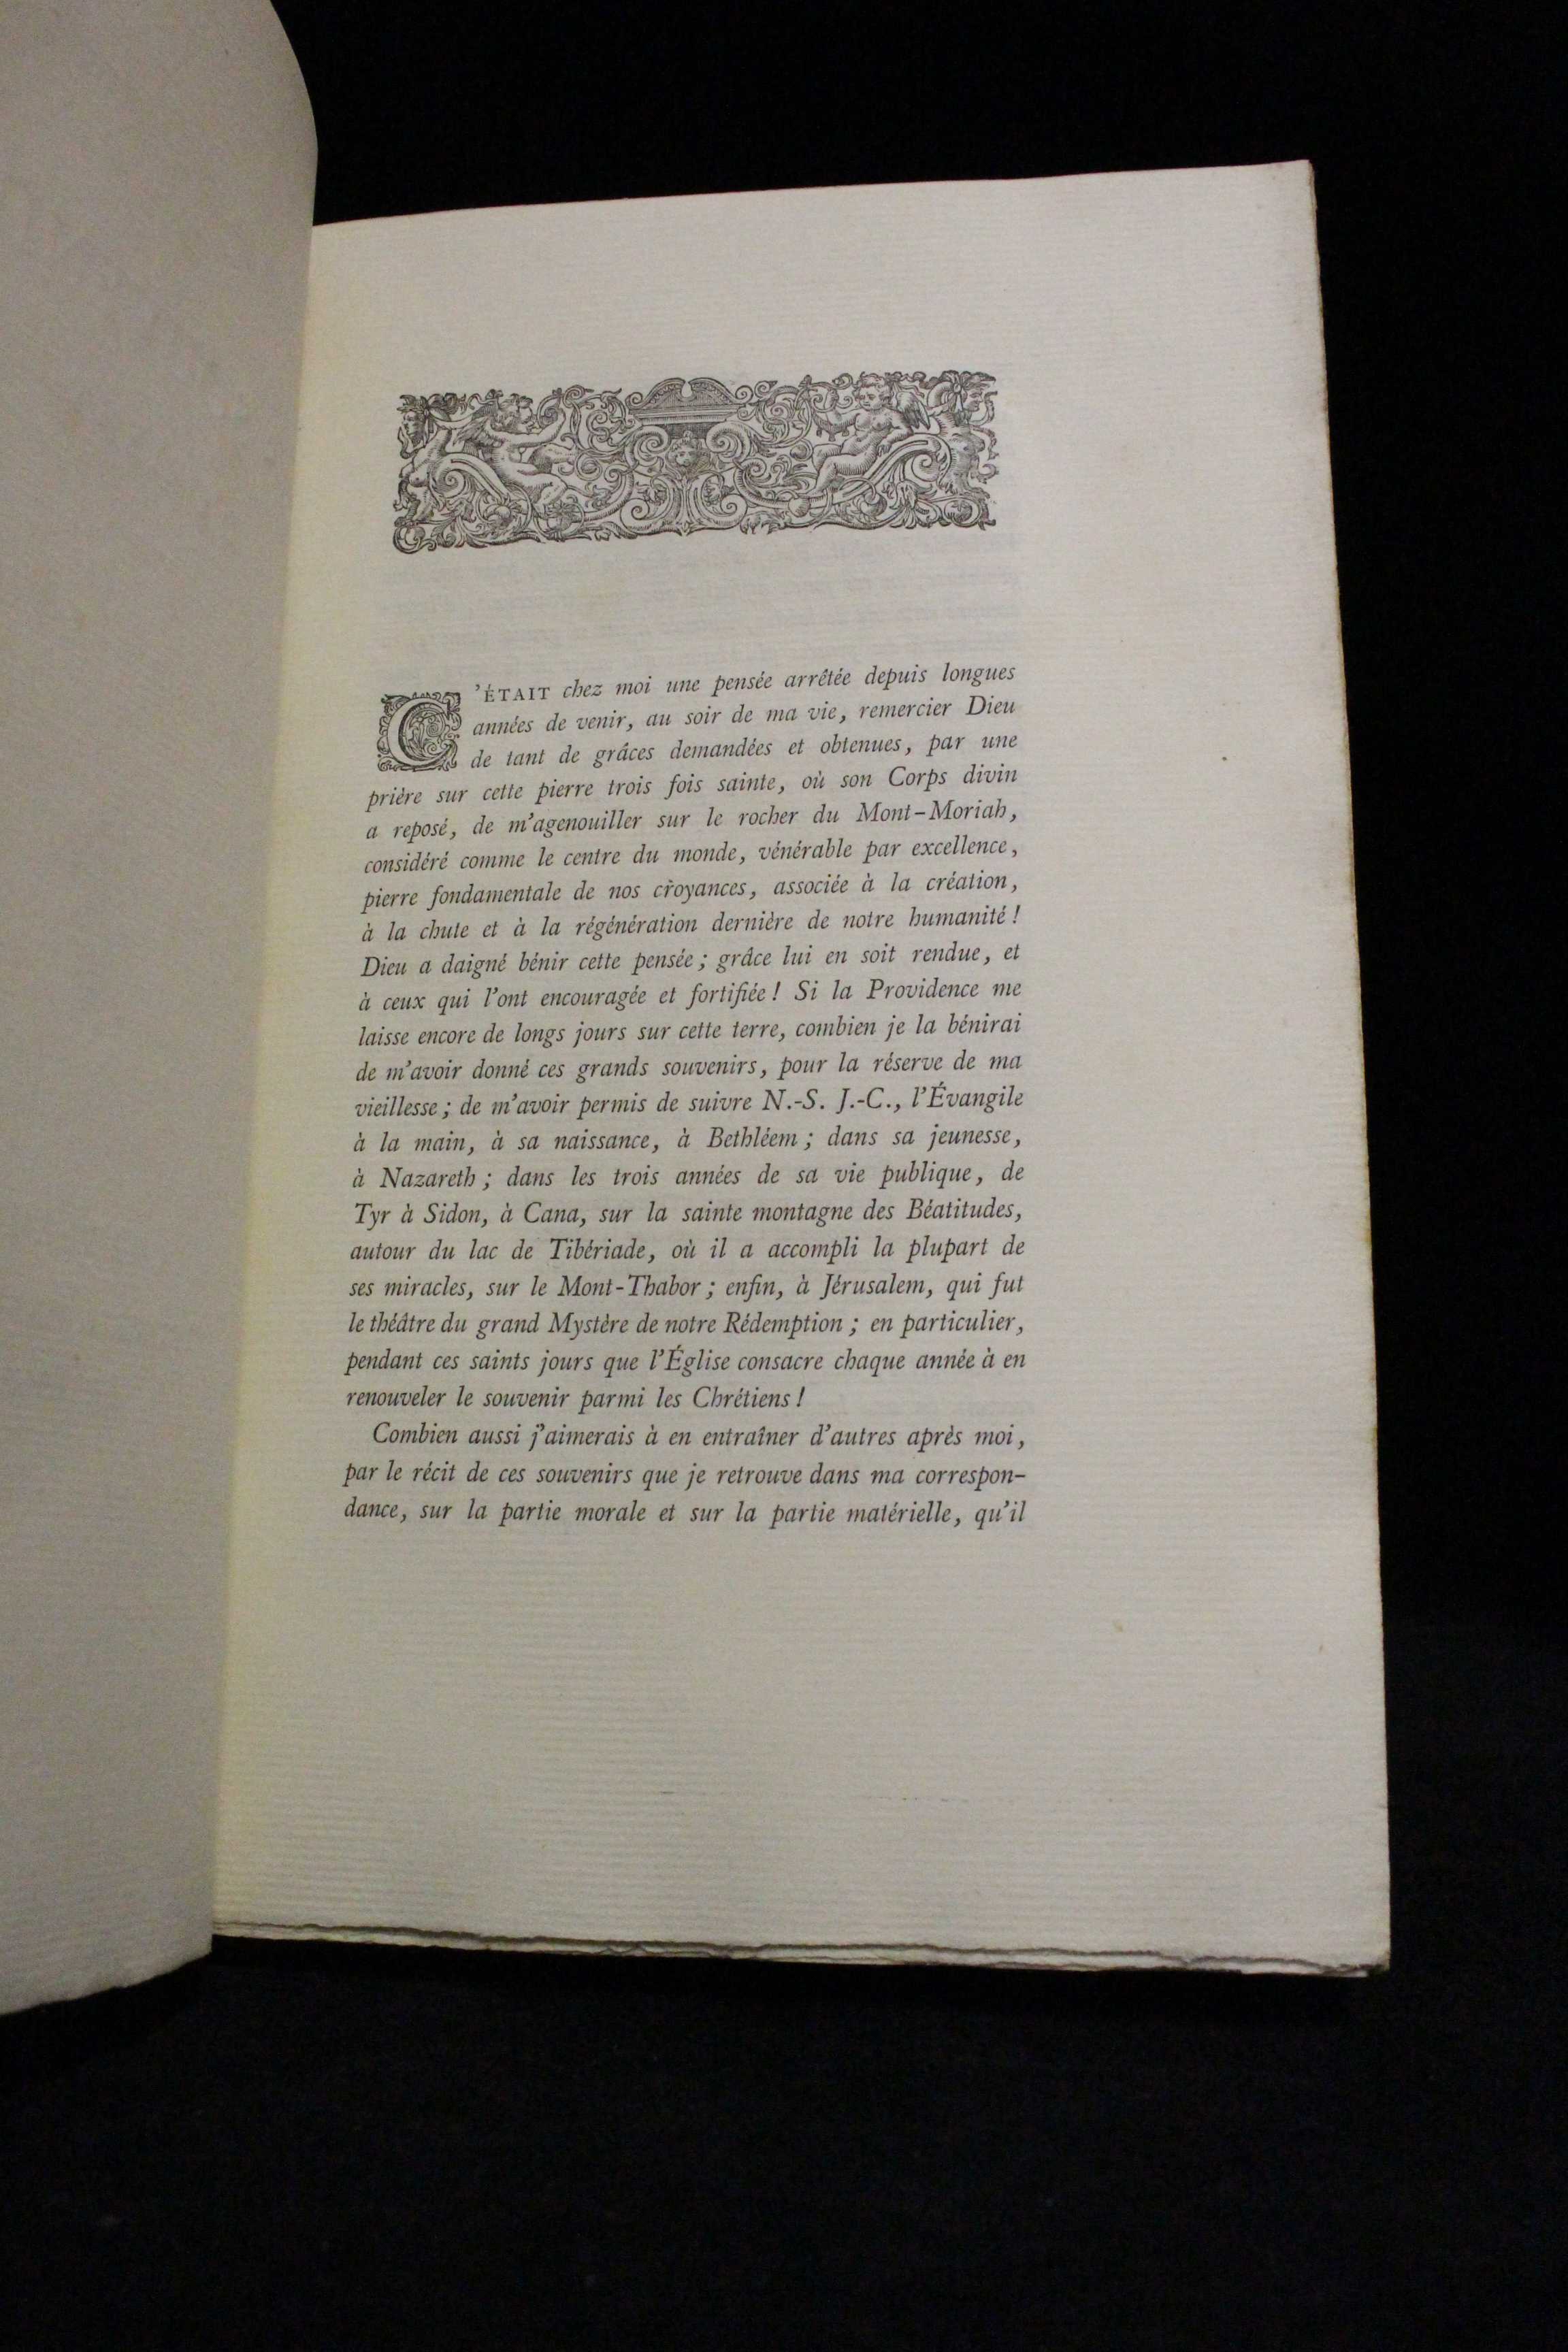 C'ÉTAIT chez moi une pensée arrêtée depuis longues
années de venir, au soir de ma vie, remercier Dieu
de tant de grâces demandées et obtenues, par une
prière sur cette pierre trois fois sainte, où son Corps divin
a reposé, de m'agenouiller sur le rocher du Mont-Moriah,
considéré comme le centre du monde, vénérable par excellence,
pierre fondamentale de nos croyances, associée à la création,
à la chute et à la régénération dernière de notre humanité !
Dieu a daigné bénir cette pensée ; grâce lui en soit rendue, et
à ceux qui l'ont encouragée et fortifiée ! Si la Providence me
laisse encore de longs jours sur cette terre, combien je la bénirai
de m'avoir donné ces grands souvenirs, pour la réserve de ma
vieillesse ; de m'avoir permis de suivre N.-S. J.-C., l'Évangile
à la main, à sa naissance, à Bethléem ; dans sa jeunesse,
à Nazareth ; dans les trois années de sa vie publique, de
Tyr à Sidon, à Cana, sur la sainte montagne des Béatitudes,
autour du lac de Tibériade, où il a accompli la plupart de
ses miracles, sur le Mont-Thabor ; enfin, à Jérusalem, qui fut
le théâtre du grand Mystère de notre Rédemption ; en particulier,
pendant ces saints jours que l'Église consacre chaque année à en
renouveler le souvenir parmi les Chrétiens !
Combien aussi j'aimerais à en entraîner d'autres après moi,
par le récit de ces souvenirs que je retrouve dans ma correspon-
dance, sur la partie morale et sur la partie matérielle, qu'il